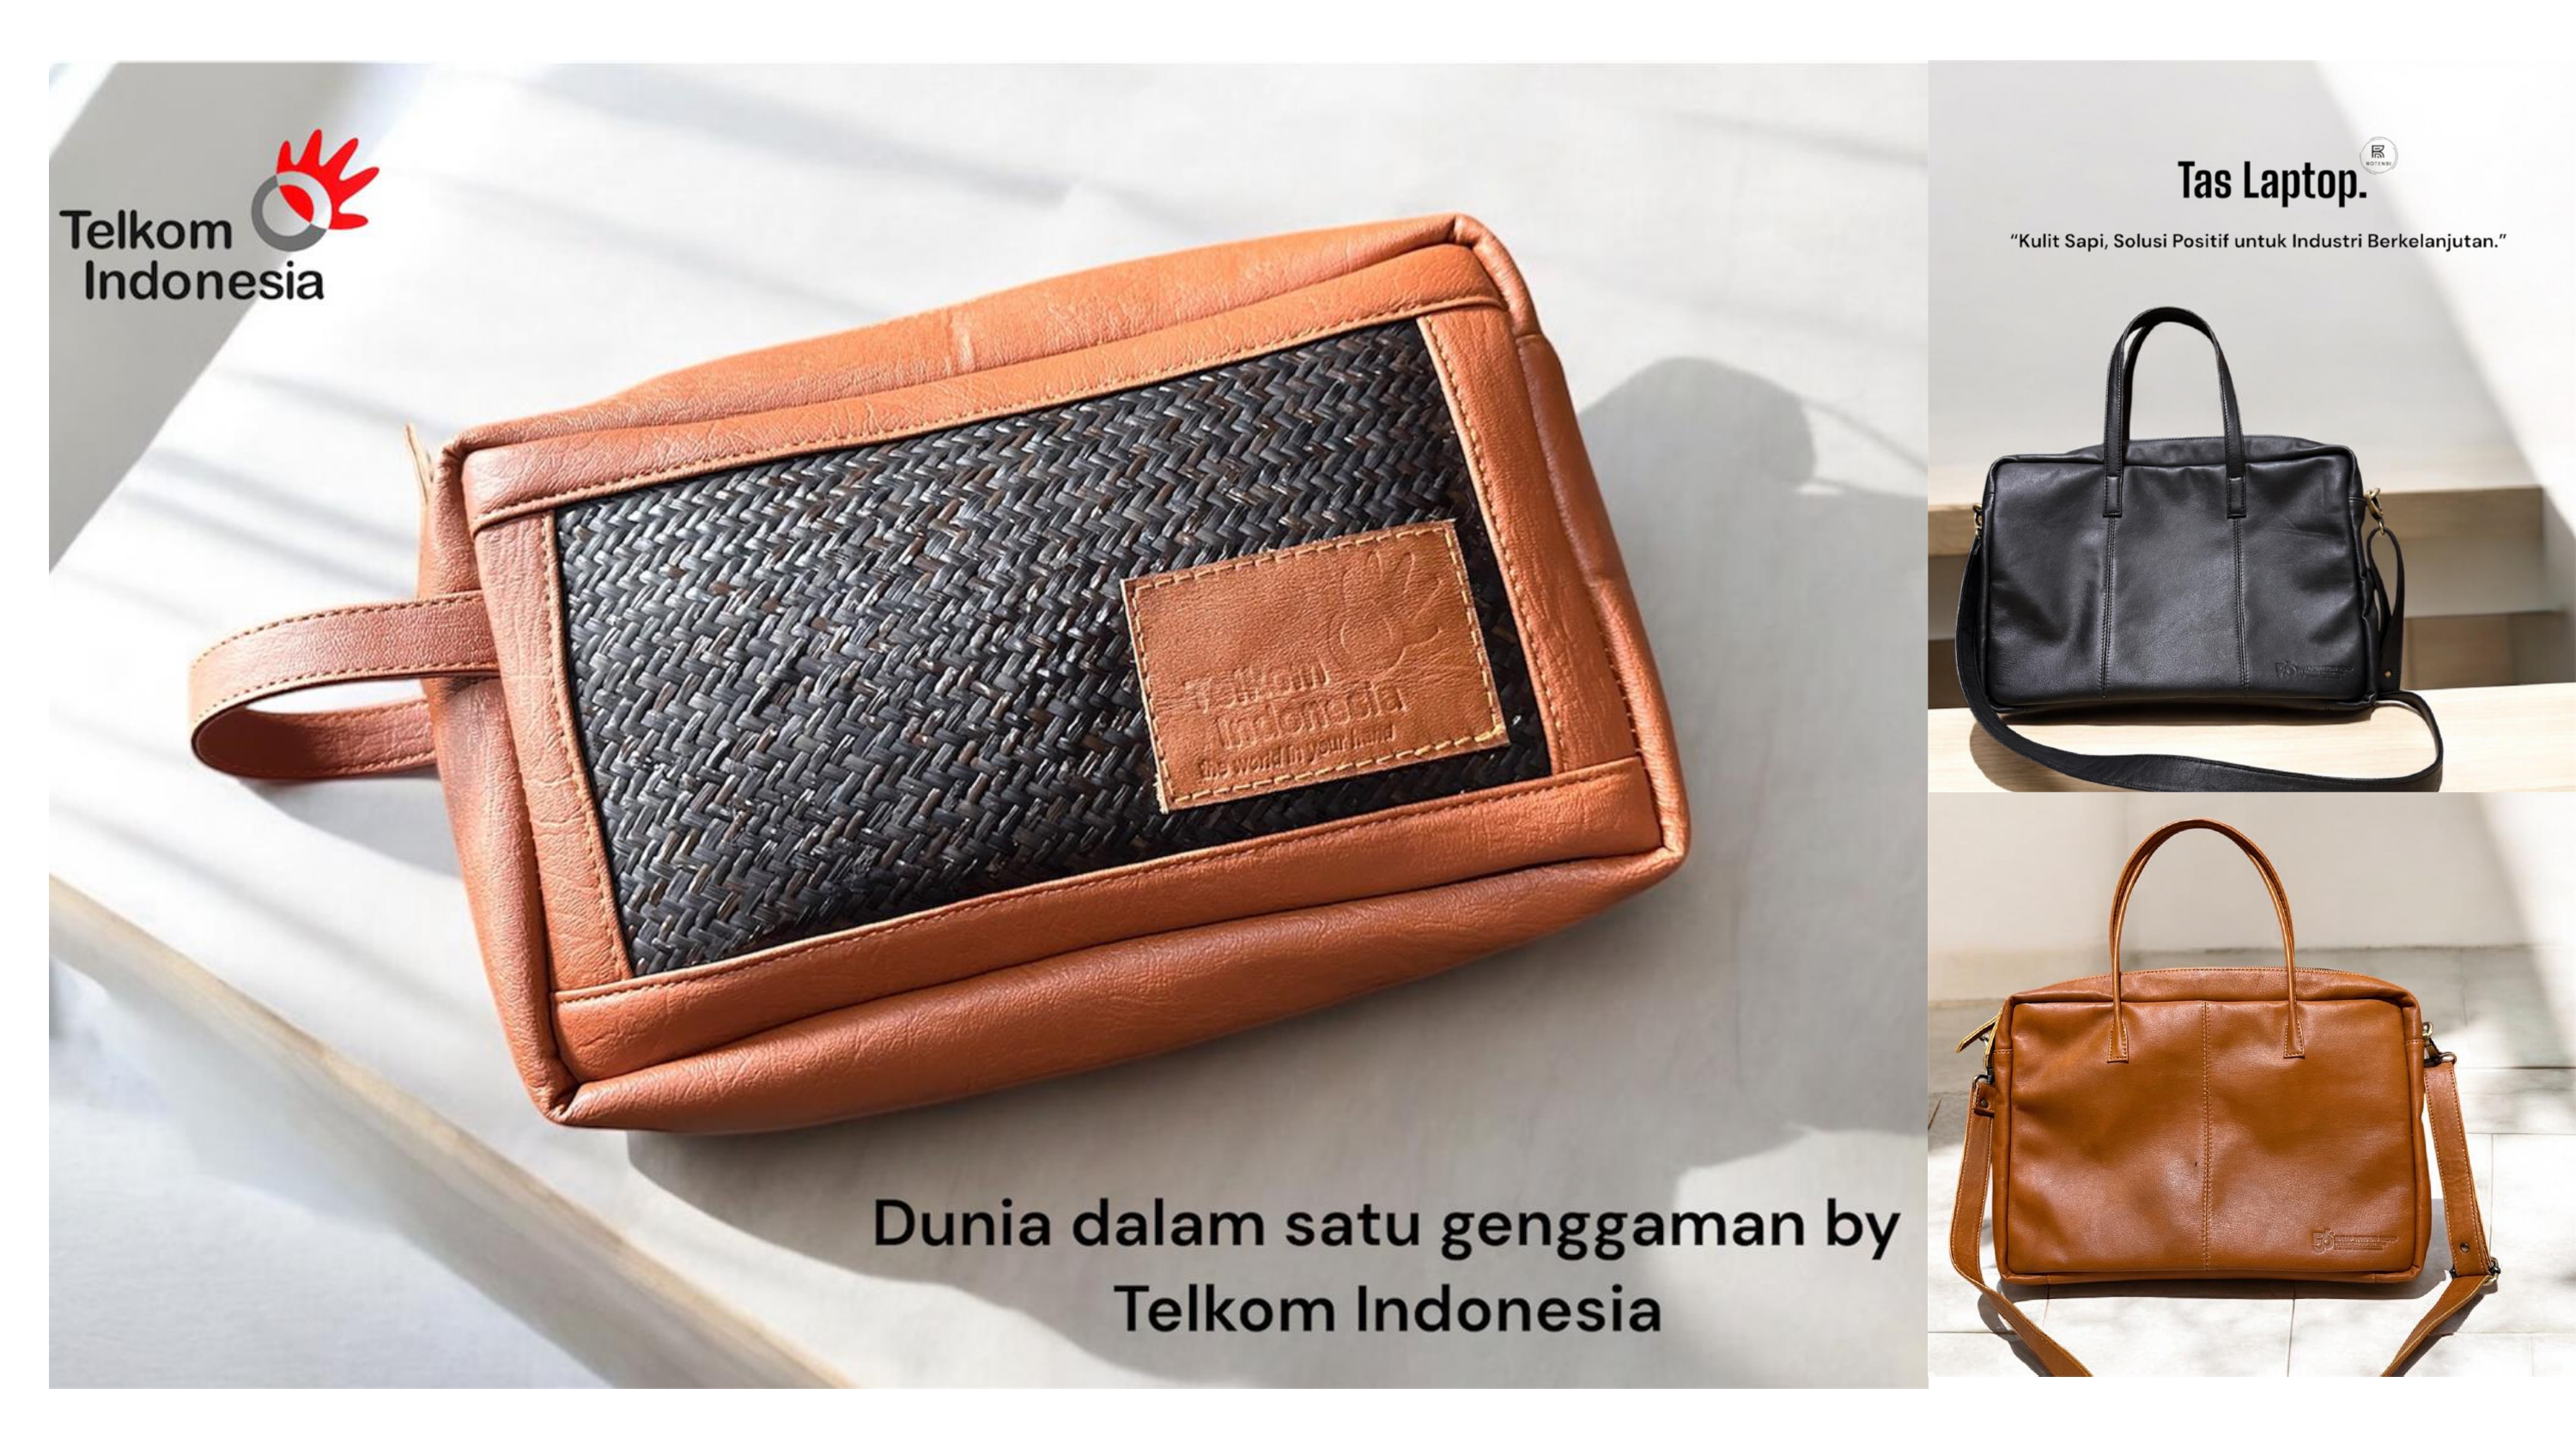 Telkom
Indonesia
Telkom
Indonesia
the world in your hand
Dunia dalam satu genggaman by
Telkom Indonesia
Tas Laptop.
“Kulit Sapi, Solusi Positif untuk Industri Berkelanjutan.”